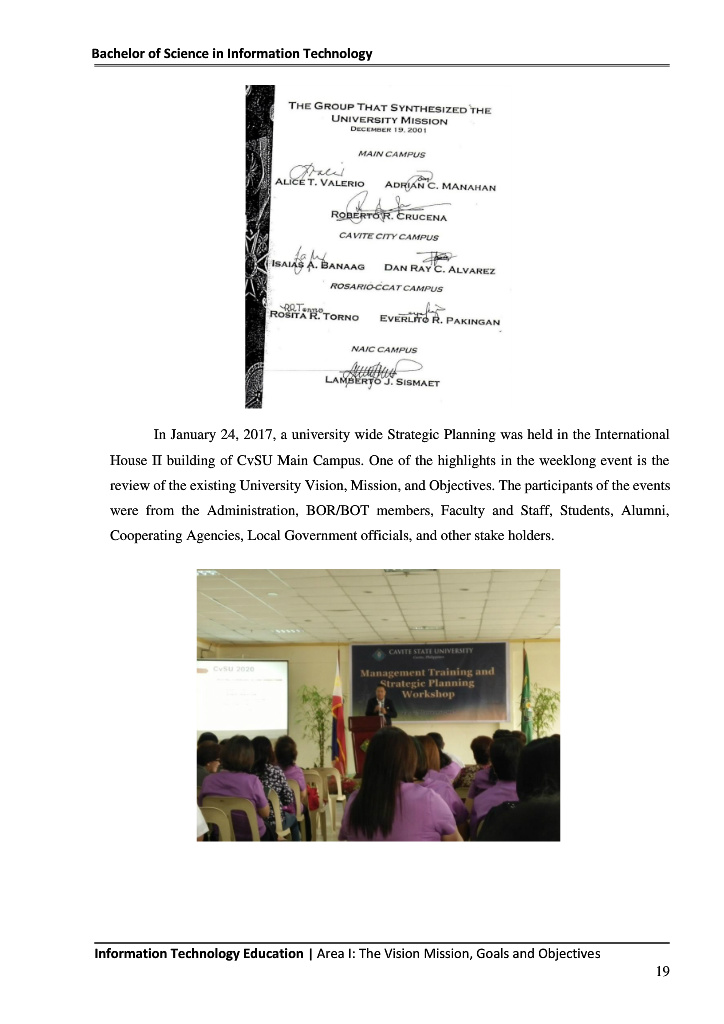 Bachelor of Science in Information Technology
THE GROUP THAT SYNTHESIZED THE
UNIVERSITY MISSION
DECEMBER 19, 2001
MAIN CAMPUS
ALICE T. VALERIO ADRIAN C. MANAHAN
ROBERTO R. CRUCENA
CAVITE CITY CAMPUS
ISAIAS A. BANAAG DAN RAY C. ALVAREZ
ROSARIO-CCAT CAMPUS
ROSITA R. TORNO EVERLITO R. PAKINGAN
NAIC CAMPUS
LAMBERTO J. SISMAET
In January 24, 2017, a university wide Strategic Planning was held in the International
House II building of CvSU Main Campus. One of the highlights in the weeklong event is the
review of the existing University Vision, Mission, and Objectives. The participants of the events
were from the Administration, BOR/BOT members, Faculty and Staff, Students, Alumni,
Cooperating Agencies, Local Government officials, and other stake holders.
CvSU 2020
CAVITE STATE UNIVERSITY
Management Training and
Strategic Planning
Workshop
Information Technology Education | Area I: The Vision Mission, Goals and Objectives
19